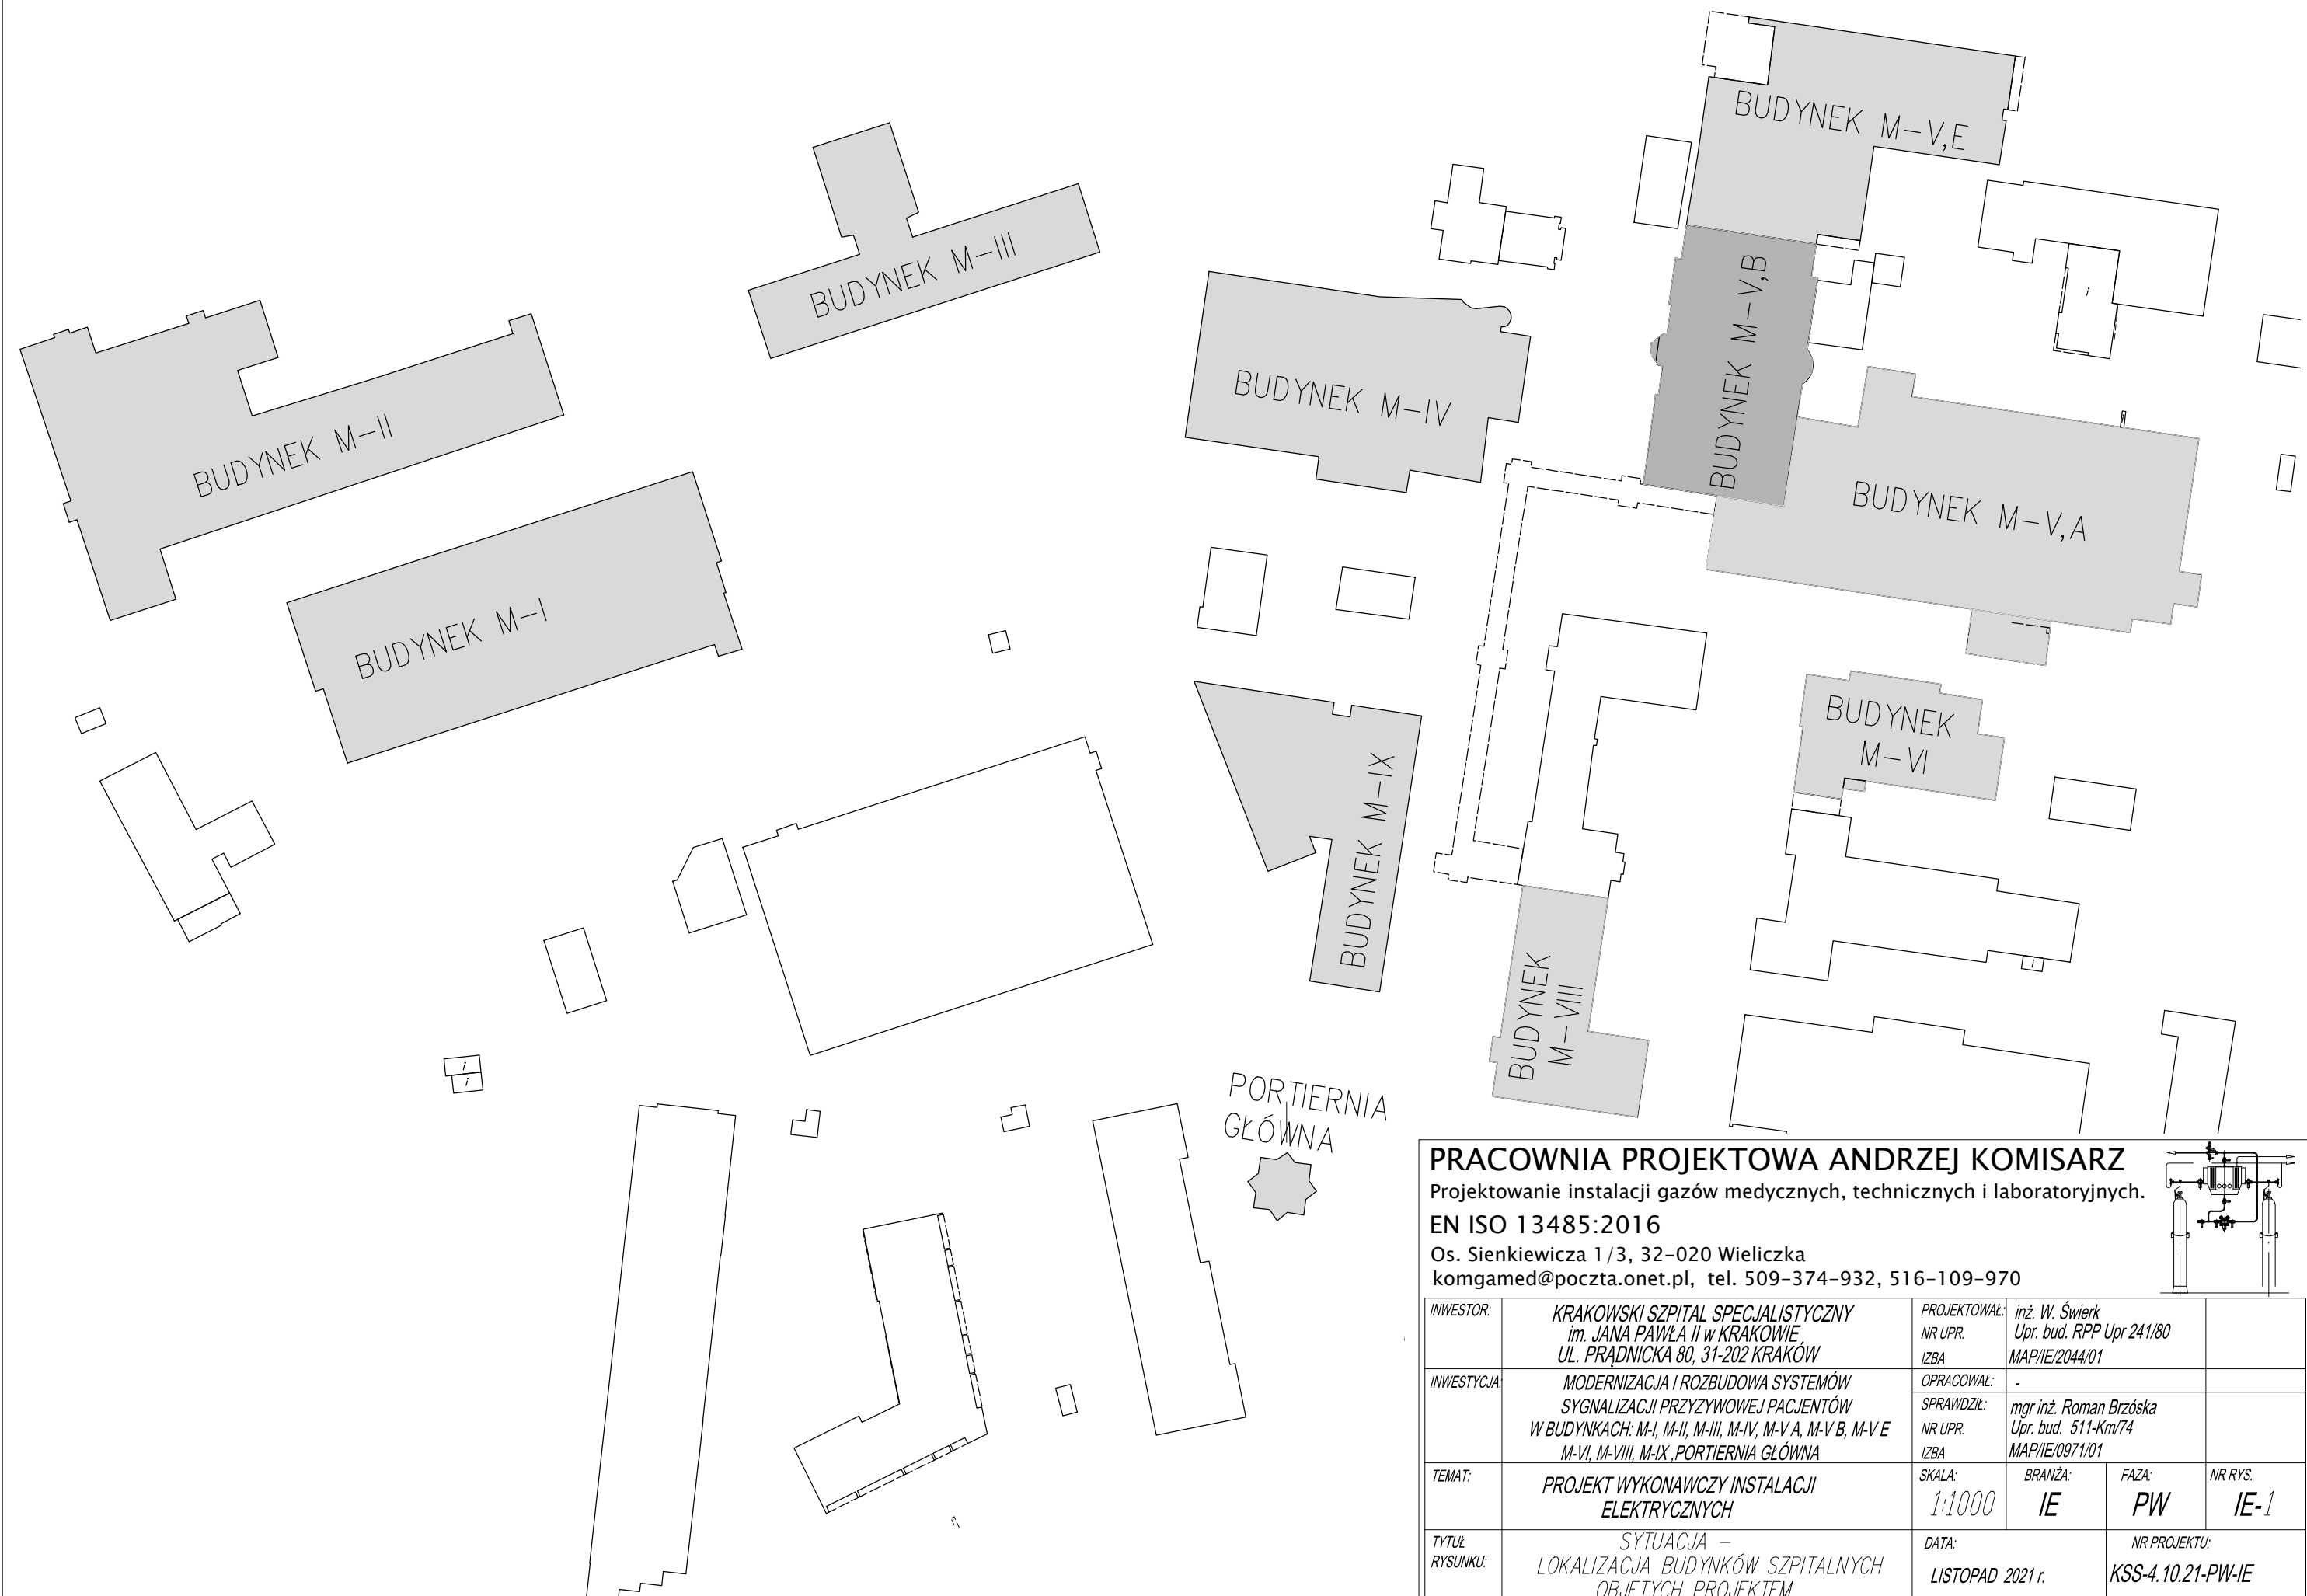 BUDYNEK M-V,E
BUDYNEK M-III
BUDYNEK M-V,B
BUDYNEK M-IV
BUDYNEK M-II
BUDYNEK M-V,A
BUDYNEK M-I
BUDYNEK
M-VI
BUDYNEK M-IX
BUDYNEK
M-VIII
i
i
i
i
PORTIERNIA
GŁÓWNA
PRACOWNIA PROJEKTOWA ANDRZEJ KOMISARZ
Projektowanie instalacji gazów medycznych, technicznych i laboratoryjnych.
EN ISO 13485:2016
Os. Sienkiewicza 1/3, 32-020 Wieliczka
komgamed@poczta.onet.pl, tel. 509-374-932, 516-109-970
INWESTOR:
KRAKOWSKI SZPITAL SPECJALISTYCZNY
im. JANA PAWŁA II w KRAKOWIE
UL. PRĄDNICKA 80, 31-202 KRAKÓW
PROJEKTOWAŁ: inż. W. Świerk
NR UPR. Upr. bud. RPP Upr 241/80
IZBA MAP/IE/2044/01
INWESTYCJA:
MODERNIZACJA I ROZBUDOWA SYSTEMÓW
SYGNALIZACJI PRZYZYWOWEJ PACJENTÓW
W BUDYNKACH: M-I, M-II, M-III, M-IV, M-V A, M-V B, M-V E
M-VI, M-VIII, M-IX ,PORTIERNIA GŁÓWNA
OPRACOWAŁ: -
SPRAWDZIŁ: mgr inż. Roman Brzóska
NR UPR. Upr. bud. 511-Km/74
IZBA MAP/IE/0971/01
TEMAT:
PROJEKT WYKONAWCZY INSTALACJI
ELEKTRYCZNYCH
SKALA: BRANŻA: FAZA: NR RYS.
1:1000 IE PW IE-1
TYTUŁ
RYSUNKU:
SYTUACJA -
LOKALIZACJA BUDYNKÓW SZPITALNYCH
OBJĘTYCH PROJEKTEM
DATA: NR PROJEKTU:
LISTOPAD 2021 r. KSS-4.10.21-PW-IE